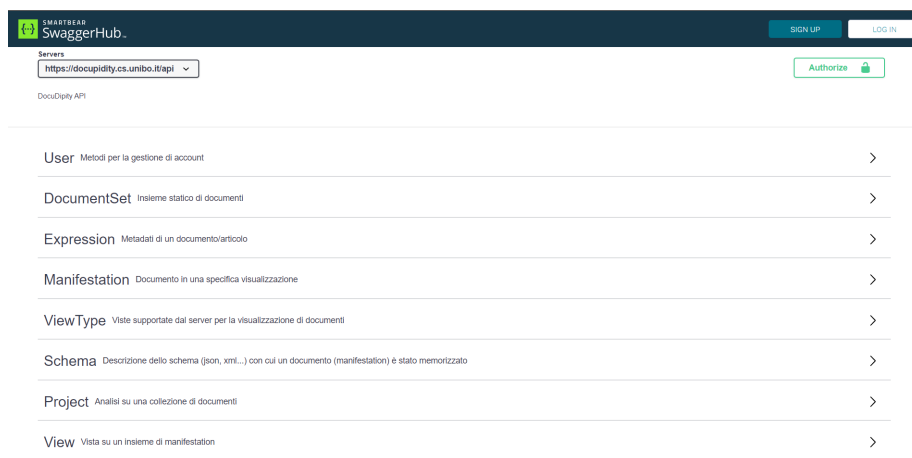 SMARTBEAR
SwaggerHub™
SIGN UP
LOG IN
Servers
https://docupidity.cs.unibo.it/api
Authorize
DocuDipity API
User Metodi per la gestione di account
DocumentSet Insieme statico di documenti
Expression Metadati di un documento/articolo
Manifestation Documento in una specifica visualizzazione
ViewType Viste supportate dal server per la visualizzazione di documenti
Schema Descrizione dello schema (json, xml...) con cui un documento (manifestation) è stato memorizzato
Project Analisi su una collezione di documenti
View Vista su un insieme di manifestation